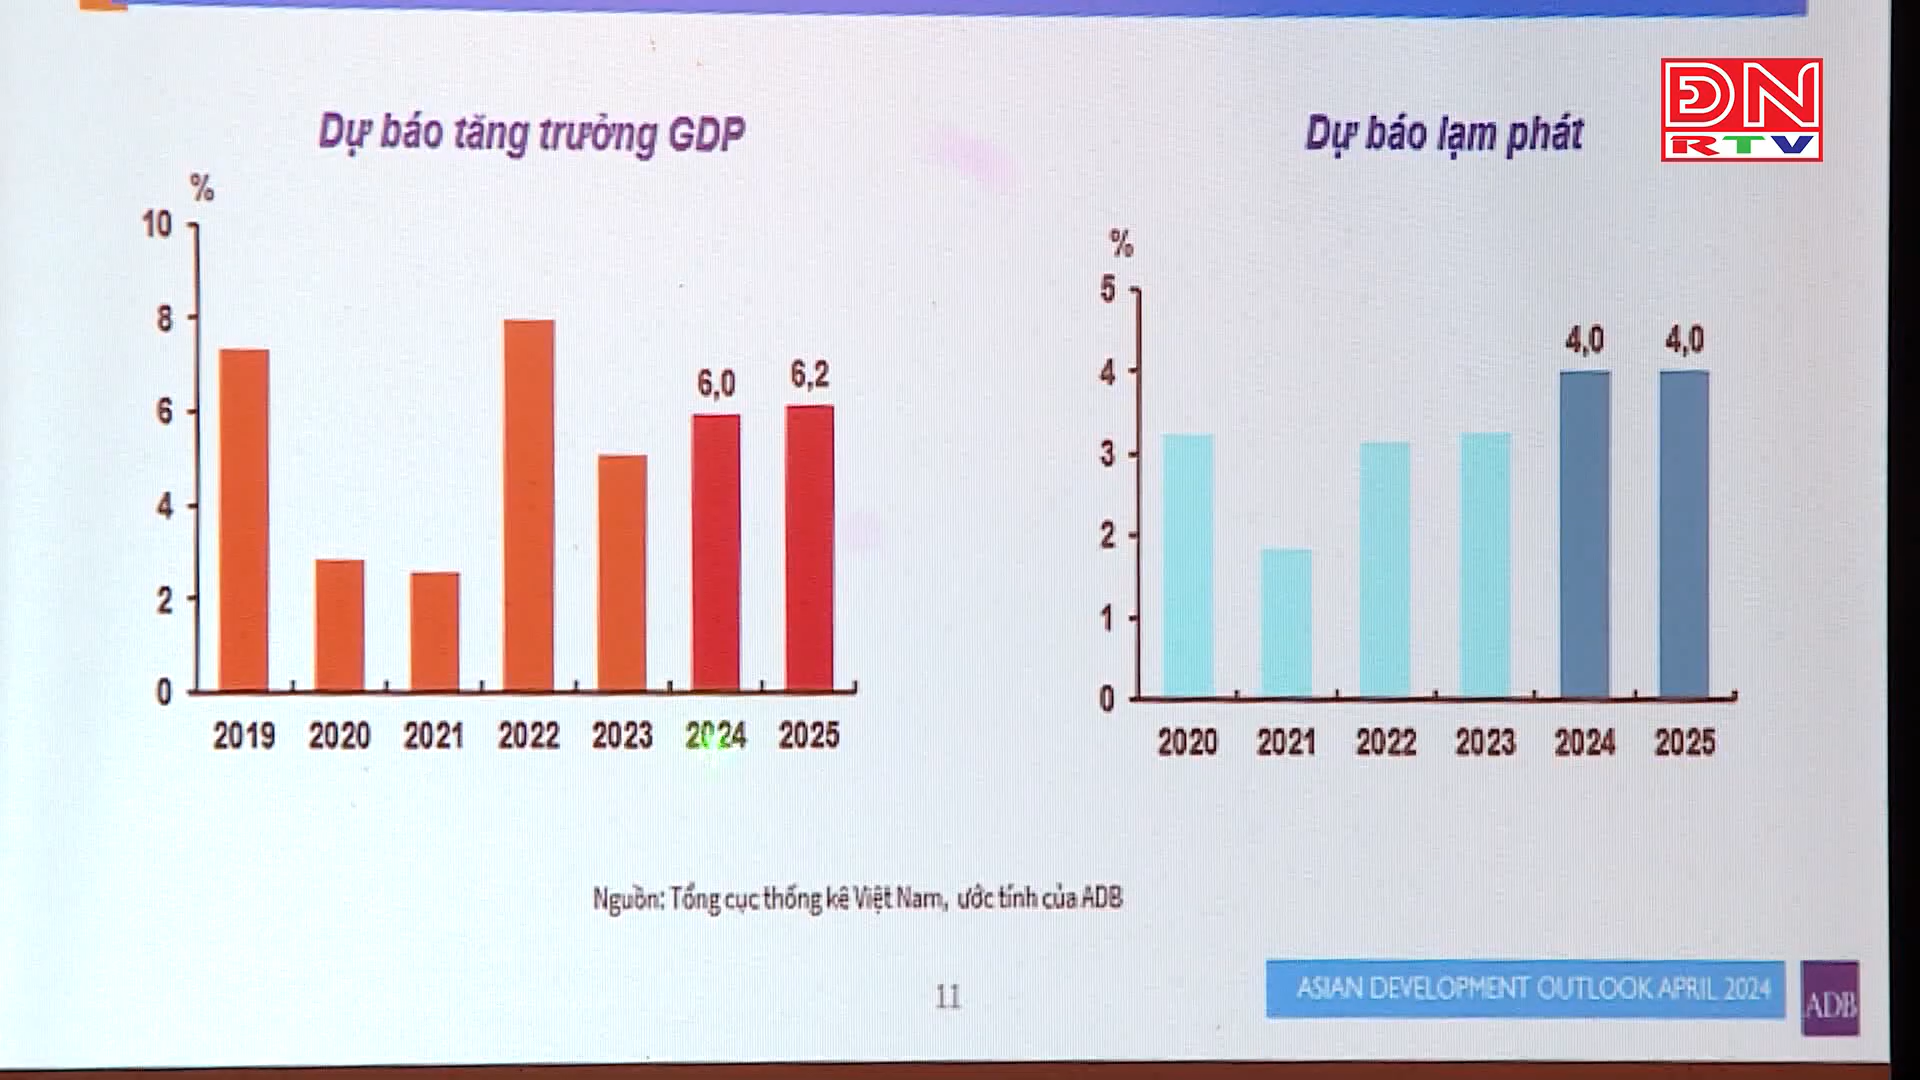 ĐN
RTV
Dự báo tăng trưởng GDP
%
10
8
6
4
2
0
6,0
6,2
2019 2020 2021 2022 2023 2024 2025
Dự báo lạm phát
%
5
4
3
2
1
0
4,0
4,0
2020 2021 2022 2023 2024 2025
Nguồn: Tổng cục thống kê Việt Nam, ước tính của ADB
11
ASIAN DEVELOPMENT OUTLOOK APRIL 2024
ADB